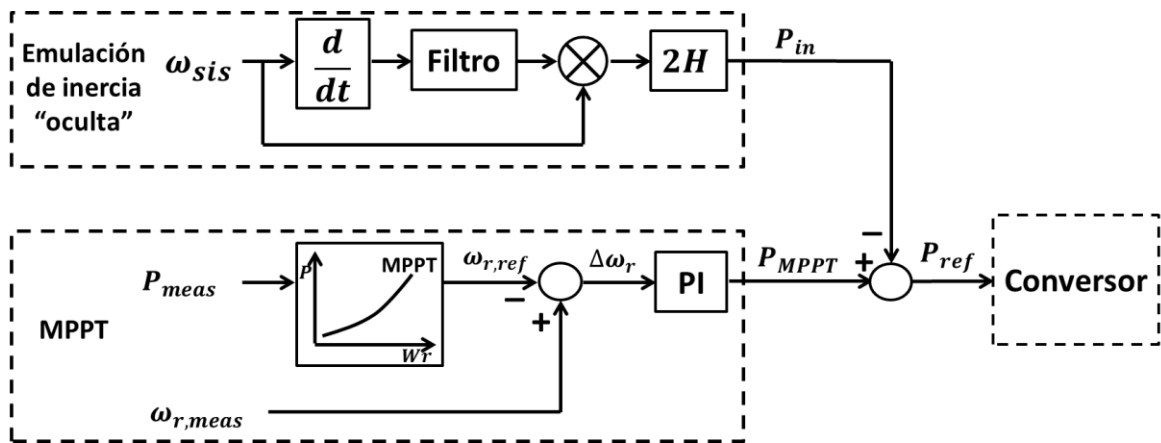 Emulación
de inercia
“oculta”
ω_sis
d
dt
Filtro
2H
P_in
MPPT
P_meas
P
MPPT
Wr
ω_r,meas
ω_r,ref
−
+
Δω_r
PI
P_MPPT
−
+
P_ref
Conversor